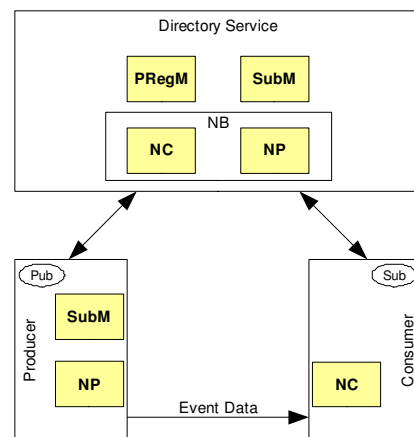 Directory Service
PRegM
SubM
NB
NC
NP
Pub
Sub
SubM
Producer
NP
Consumer
NC
Event Data